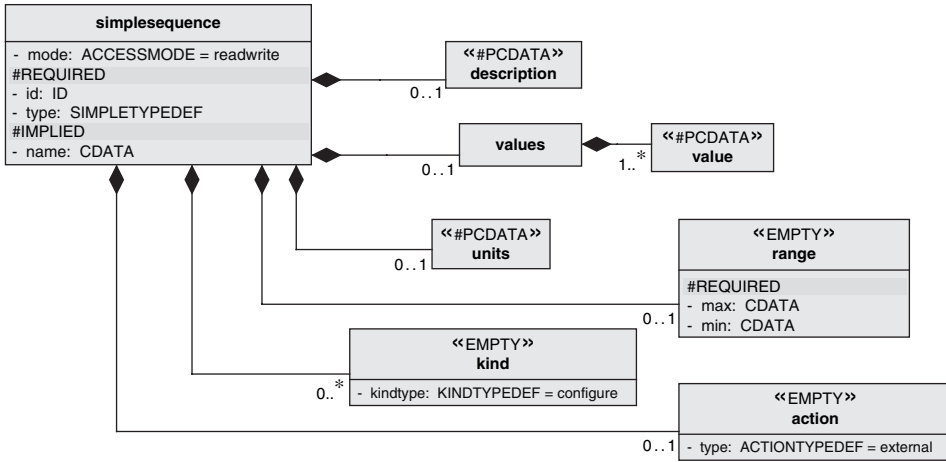 simplesequence
- mode: ACCESSMODE = readwrite
#REQUIRED
- id: ID
- type: SIMPLETYPEDEF
#IMPLIED
- name: CDATA
«#PCDATA»
description
0..1
values
0..1
«#PCDATA»
value
1..*
«#PCDATA»
units
0..1
«EMPTY»
range
#REQUIRED
- max: CDATA
- min: CDATA
0..1
«EMPTY»
kind
- kindtype: KINDTYPEDEF = configure
0..*
«EMPTY»
action
- type: ACTIONTYPEDEF = external
0..1